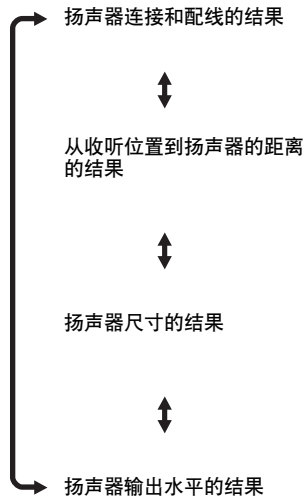 扬声器连接和配线的结果
从收听位置到扬声器的距离
的结果
扬声器尺寸的结果
扬声器输出水平的结果